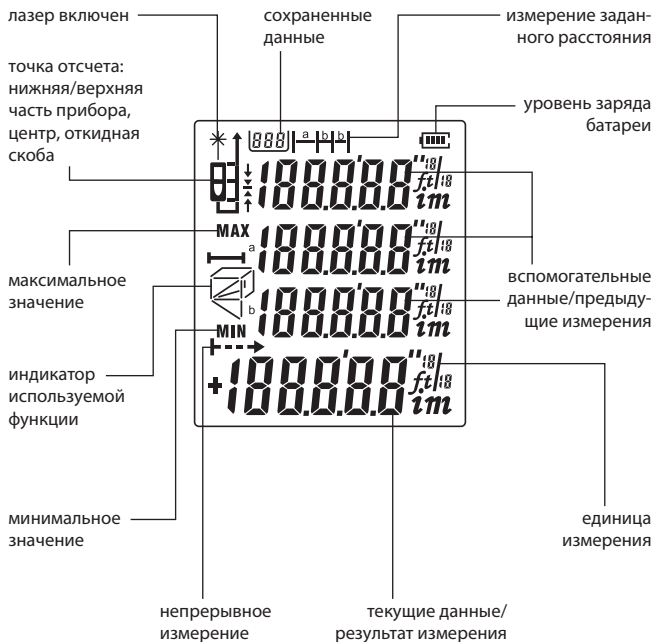 лазер включен
сохраненные
данные
измерение задан-
ного расстояния
точка отсчета:
нижняя/верхняя
часть прибора,
центр, откидная
скоба
уровень заряда
батареи
888 a b b
188.8.8.8 " 18/18
ft im
MAX
a 188.8.8.8 " 18/18
ft im
максимальное
значение
вспомогательные
данные/предыду-
щие измерения
b 188.8.8.8 " 18/18
ft im
MIN
индикатор
используемой
функции
+188.8.8.8 " 18/18
ft im
минимальное
значение
единица
измерения
непрерывное
измерение
текущие данные/
результат измерения